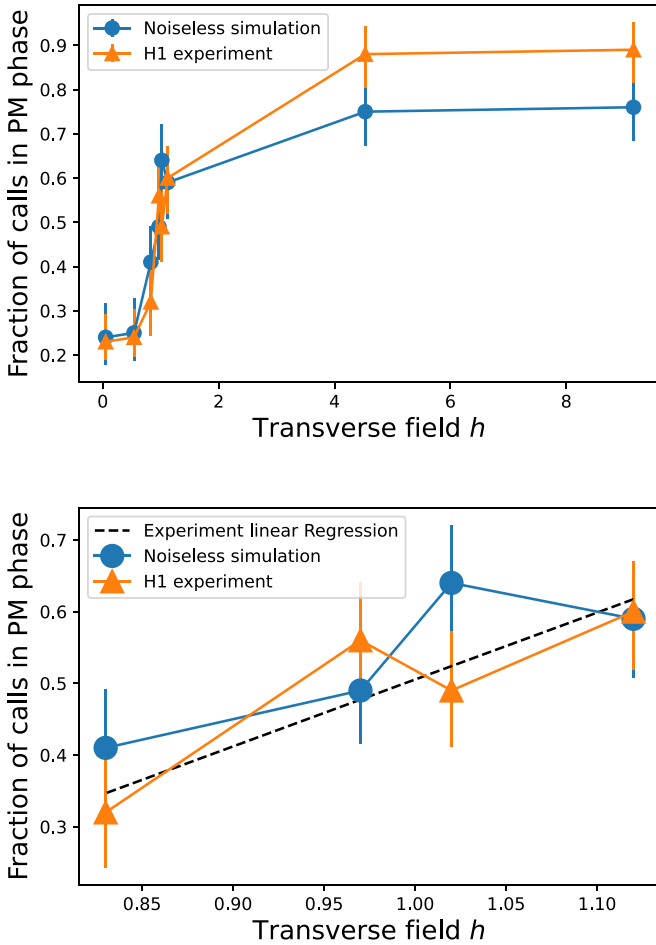 Noiseless simulation
H1 experiment
Fraction of calls in PM phase
0.9
0.8
0.7
0.6
0.5
0.4
0.3
0.2
0 2 4 6 8
Transverse field h
Experiment linear Regression
Noiseless simulation
H1 experiment
Fraction of calls in PM phase
0.7
0.6
0.5
0.4
0.3
0.85 0.90 0.95 1.00 1.05 1.10
Transverse field h